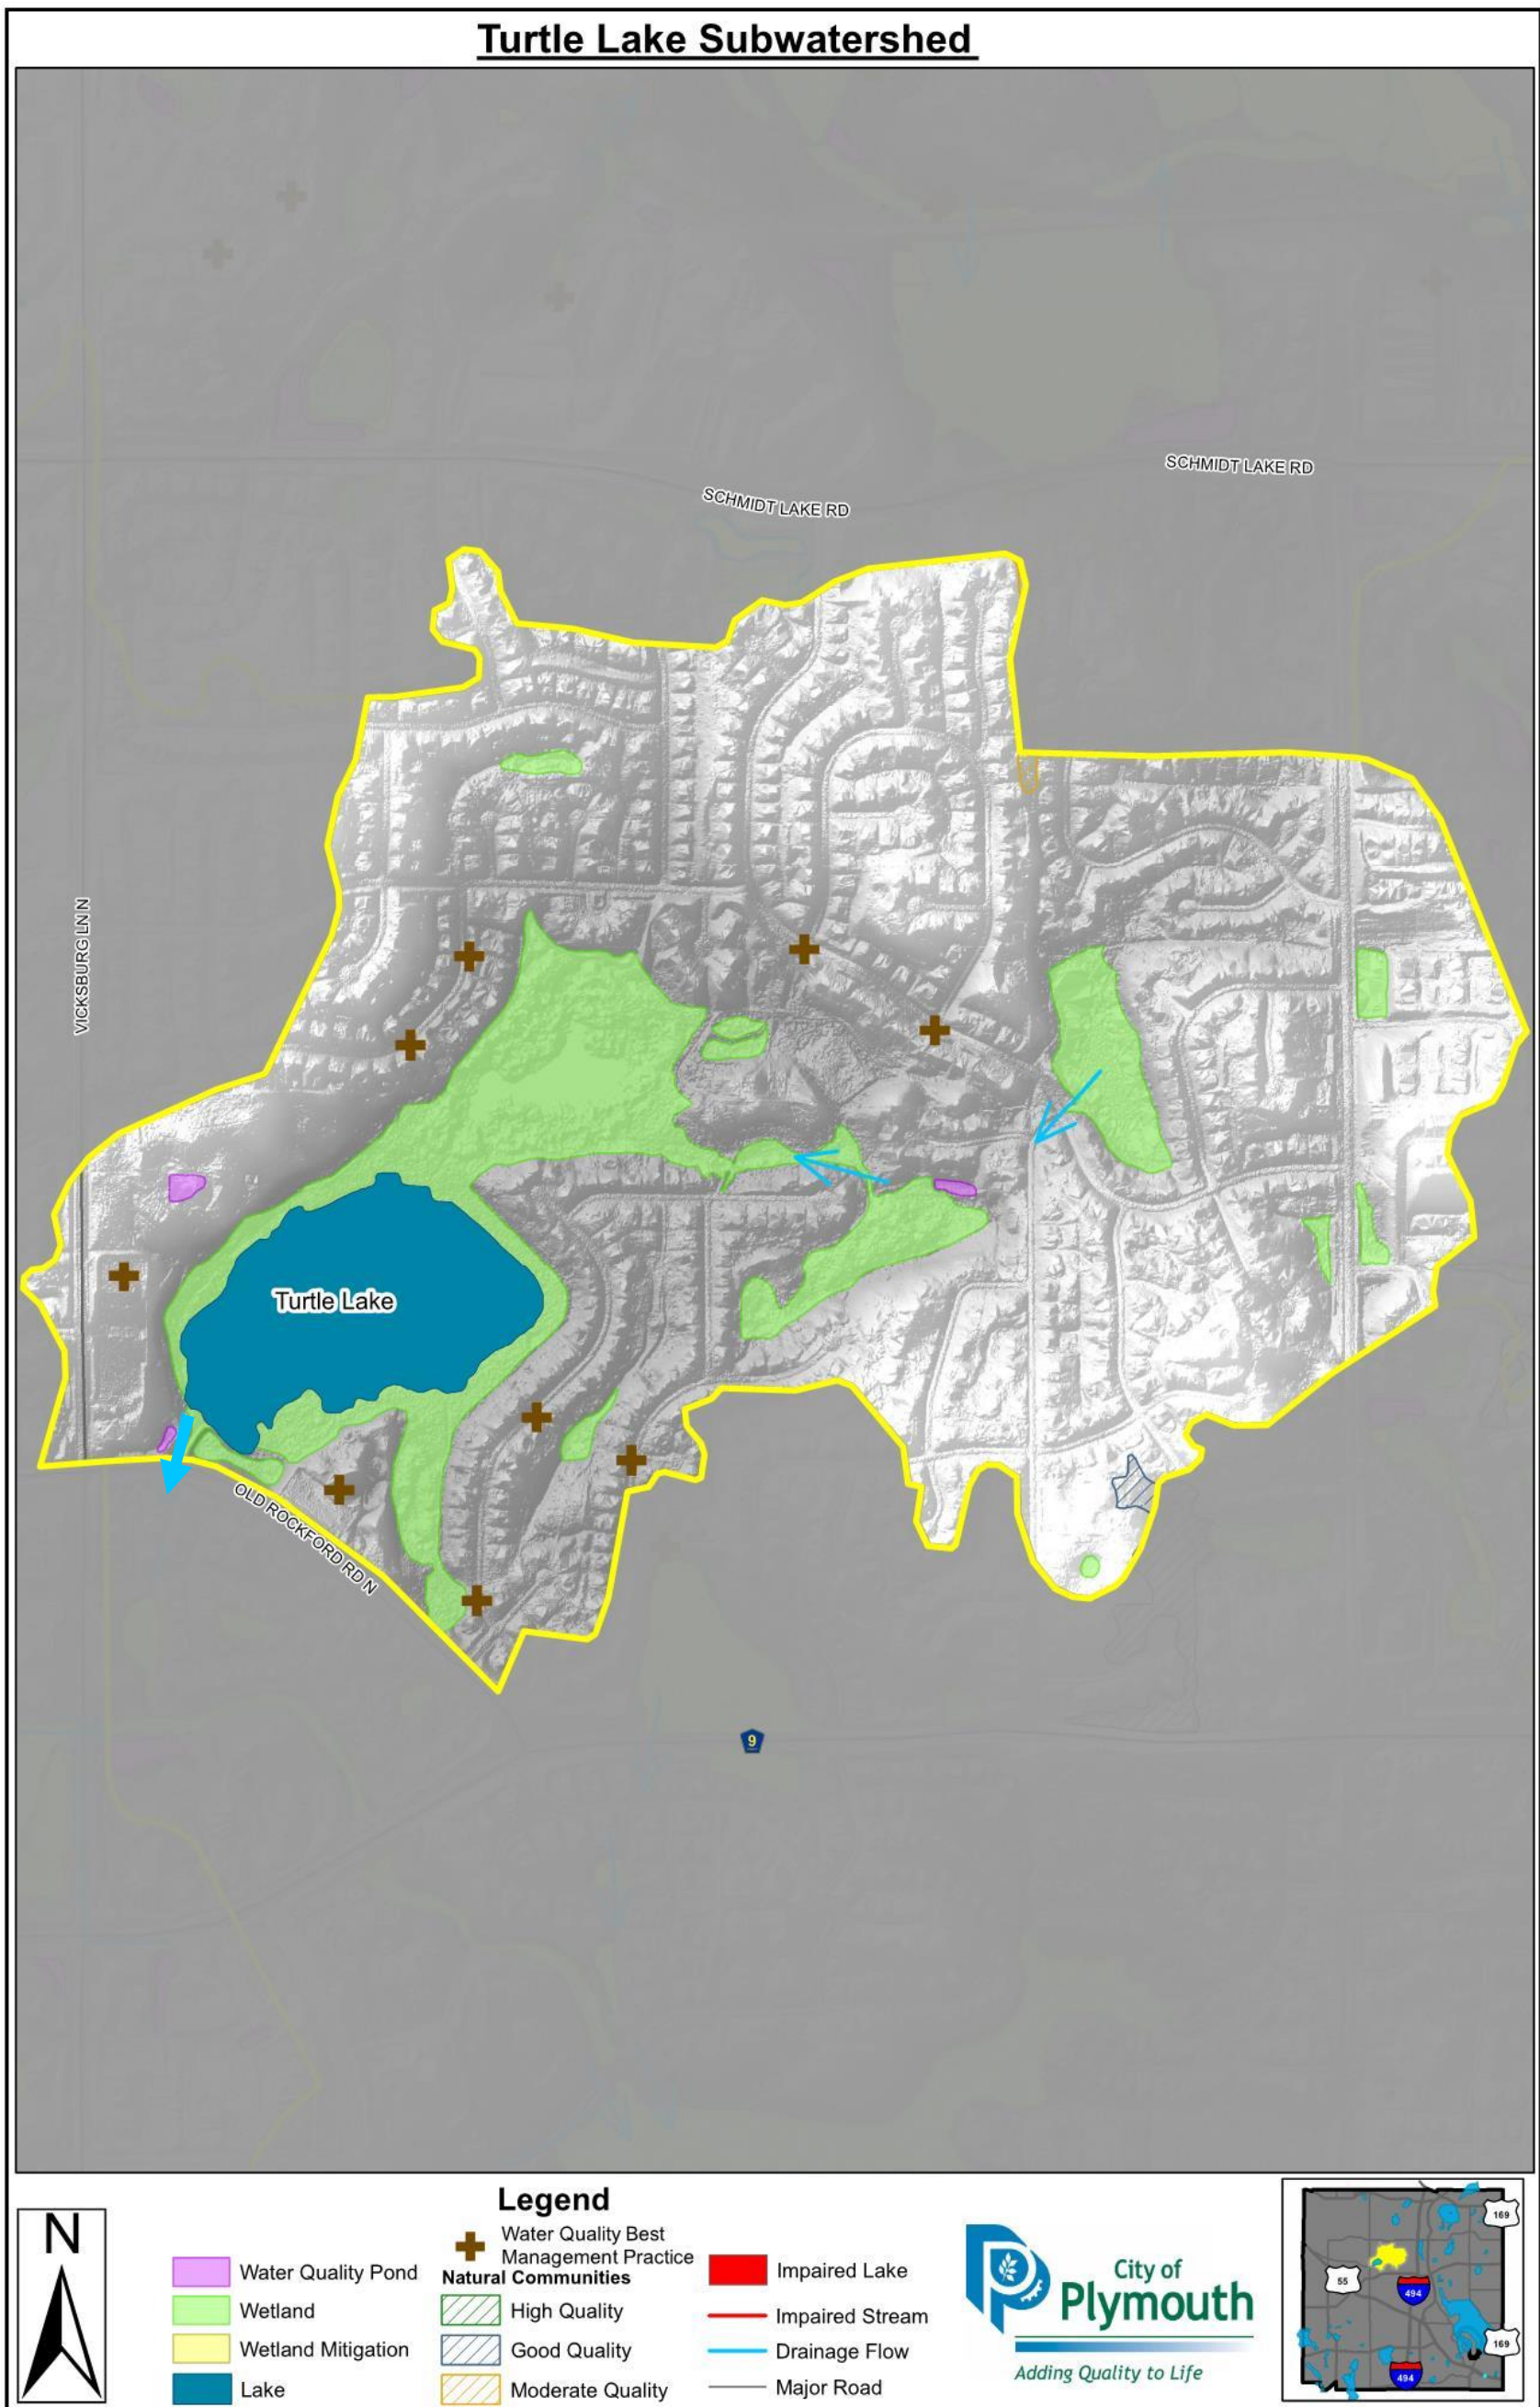 Turtle Lake Subwatershed
SCHMIDT LAKE RD
SCHMIDT LAKE RD
VICKSBURG LN N
Turtle Lake
OLD ROCKFORD RD N
9
N
Legend
Water Quality Pond
Wetland
Wetland Mitigation
Lake
Water Quality Best
Management Practice
Natural Communities
High Quality
Good Quality
Moderate Quality
Impaired Lake
Impaired Stream
Drainage Flow
Major Road
City of
Plymouth
Adding Quality to Life
169
55
494
169
494